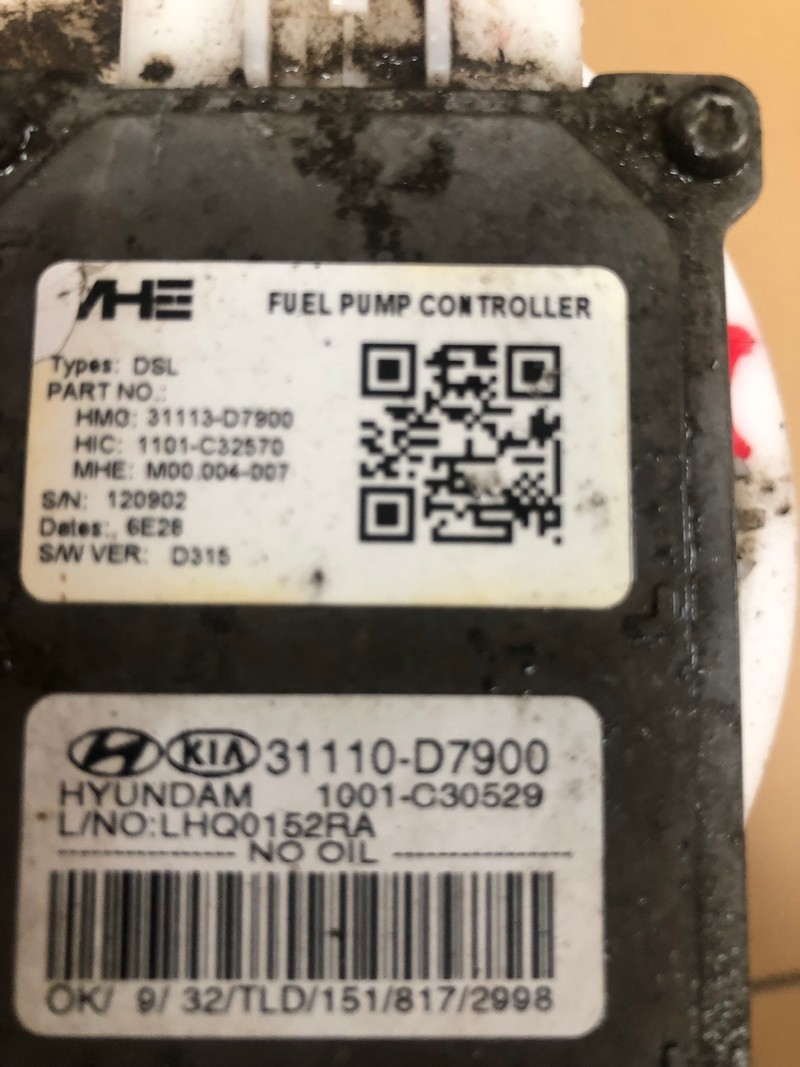 MHE FUEL PUMP CONTROLLER
Types: DSL
PART NO.:
HMG: 31113-D7900
HIC: 1101-C32570
MHE: M00.004-007
S/N: 120902
Dates: 6E28
S/W VER: D315
KIA 31110-D7900
HYUNDAM 1001-C30529
L/NO:LHQ0152RA
NO OIL
OK/ 9/ 32/TLD/151/817/2998